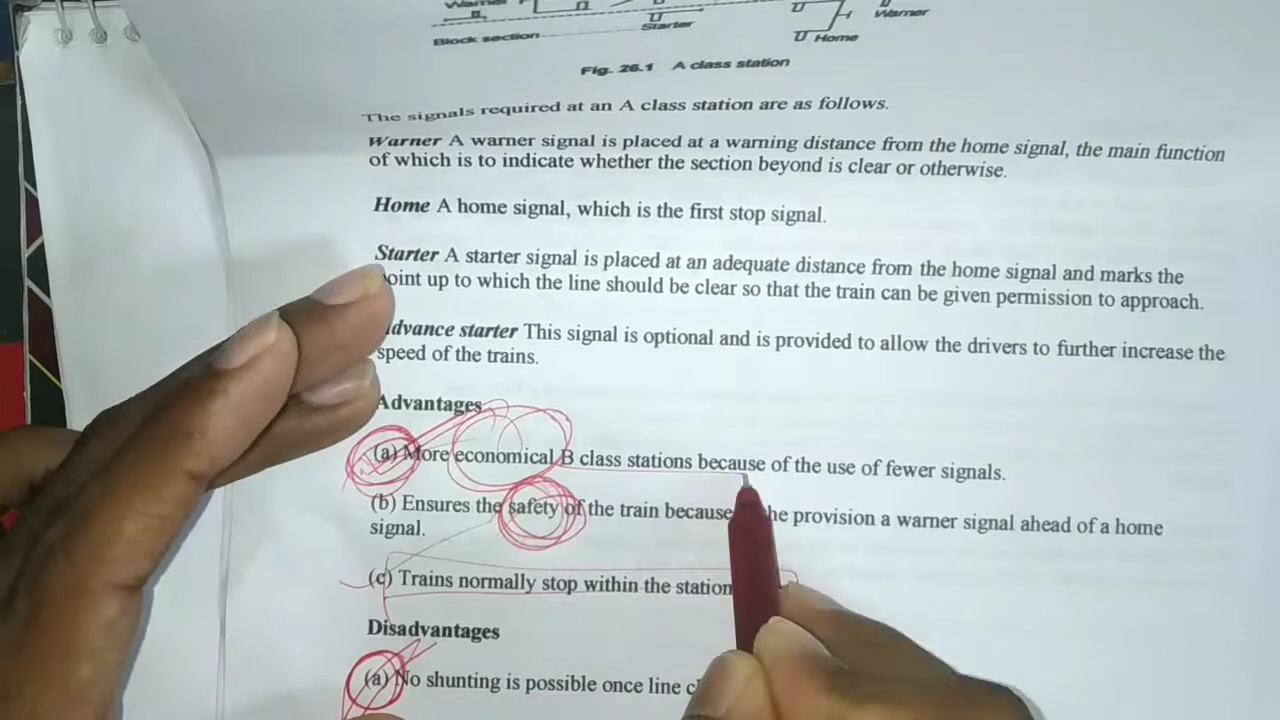 Warner
Starter
Warner
Block section
Home
Fig. 26.1 A class station
The signals required at an A class station are as follows.
Warner A warner signal is placed at a warning distance from the home signal, the main function
of which is to indicate whether the section beyond is clear or otherwise.
Home A home signal, which is the first stop signal.
Starter A starter signal is placed at an adequate distance from the home signal and marks the
oint up to which the line should be clear so that the train can be given permission to approach.
dvance starter This signal is optional and is provided to allow the drivers to further increase the
speed of the trains.
Advantages
(a) More economical B class stations because of the use of fewer signals.
(b) Ensures the safety of the train because he provision a warner signal ahead of a home
signal.
(c) Trains normally stop within the station
Disadvantages
(a) No shunting is possible once line c